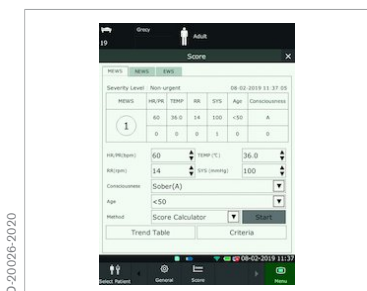 Grecy
19
Adult
Score
×
MEWS NEWS EWS
Severity Level Non-urgent 08-02-2019 11:37:05
MEWS HR/PR TEMP RR SYS Age Consciousness
1 60 36.0 14 100 <50 A
0 0 0 1 0 0
HR/PR(bpm) 60 TEMP (°C) 36.0
RR(rpm) 14 SYS (mmHg) 100
Consciousness Sober(A)
Age <50
Method Score Calculator Start
Trend Table Criteria
08-02-2019 11:37
Select Patient General Score Menu
D-20026-2020